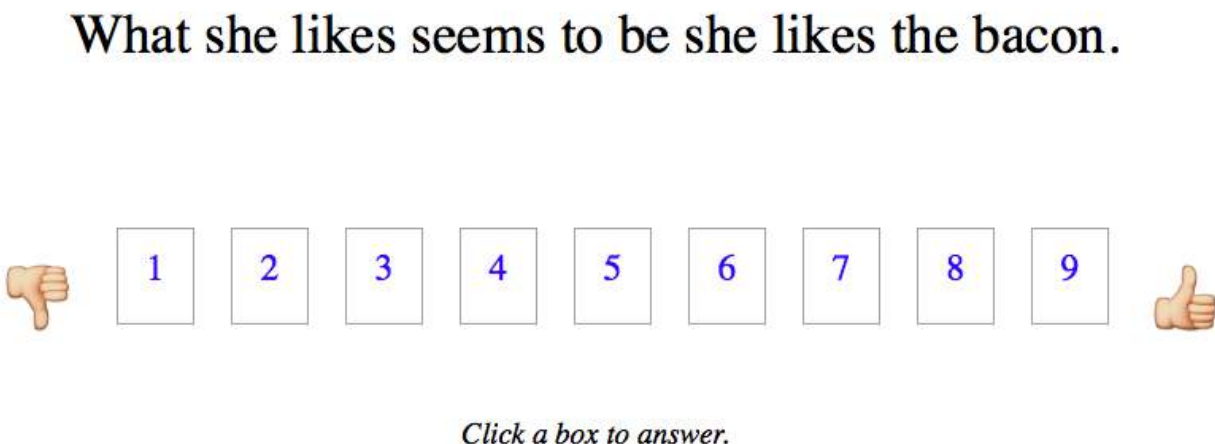 What she likes seems to be she likes the bacon.
1 2 3 4 5 6 7 8 9
Click a box to answer.